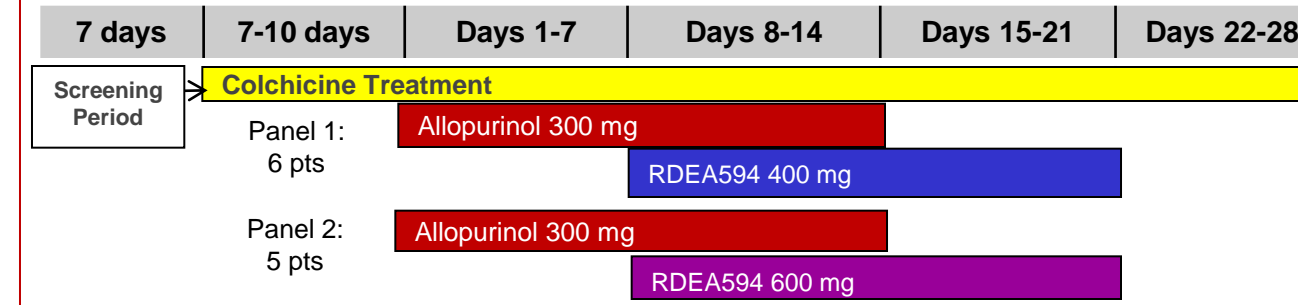 7 days 7-10 days Days 1-7 Days 8-14 Days 15-21 Days 22-28
Screening
Period
Colchicine Treatment
Panel 1:
6 pts
Allopurinol 300 mg
RDEA594 400 mg
Panel 2:
5 pts
Allopurinol 300 mg
RDEA594 600 mg